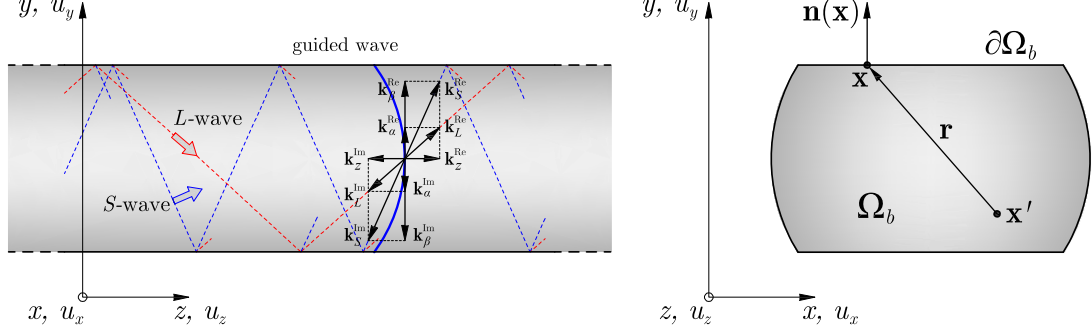 y, u_y
guided wave
L-wave
S-wave
k_β^Re
k_S^Re
k_α^Re
k_L^Re
k_z^Im
k_z^Re
k_L^Im
k_α^Im
k_S^Im
k_β^Im
x, u_x
z, u_z
y, u_y
n(x)
∂Ω_b
x
r
Ω_b
x′
z, u_z
x, u_x